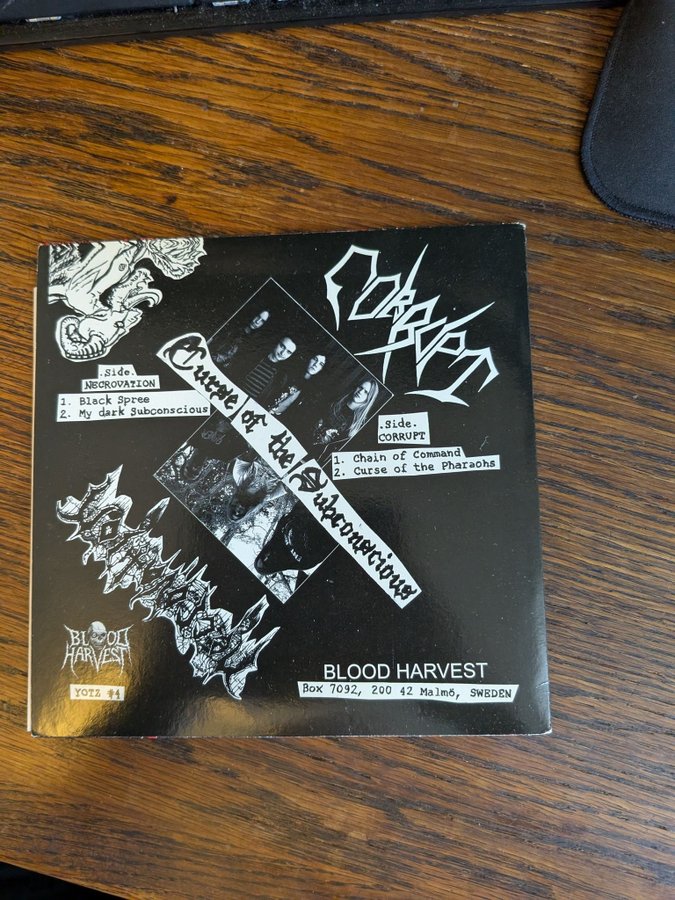 CORRUPT
.Side.
NECROVATION
1. Black Spree
2. My dark Subconscious
Curse of the Subconscious
.Side.
CORRUPT
1. Chain of Command
2. Curse of the Pharaohs
BLOOD
HARVEST
YOTZ #4
BLOOD HARVEST
Box 7092, 200 42 Malmö, SWEDEN